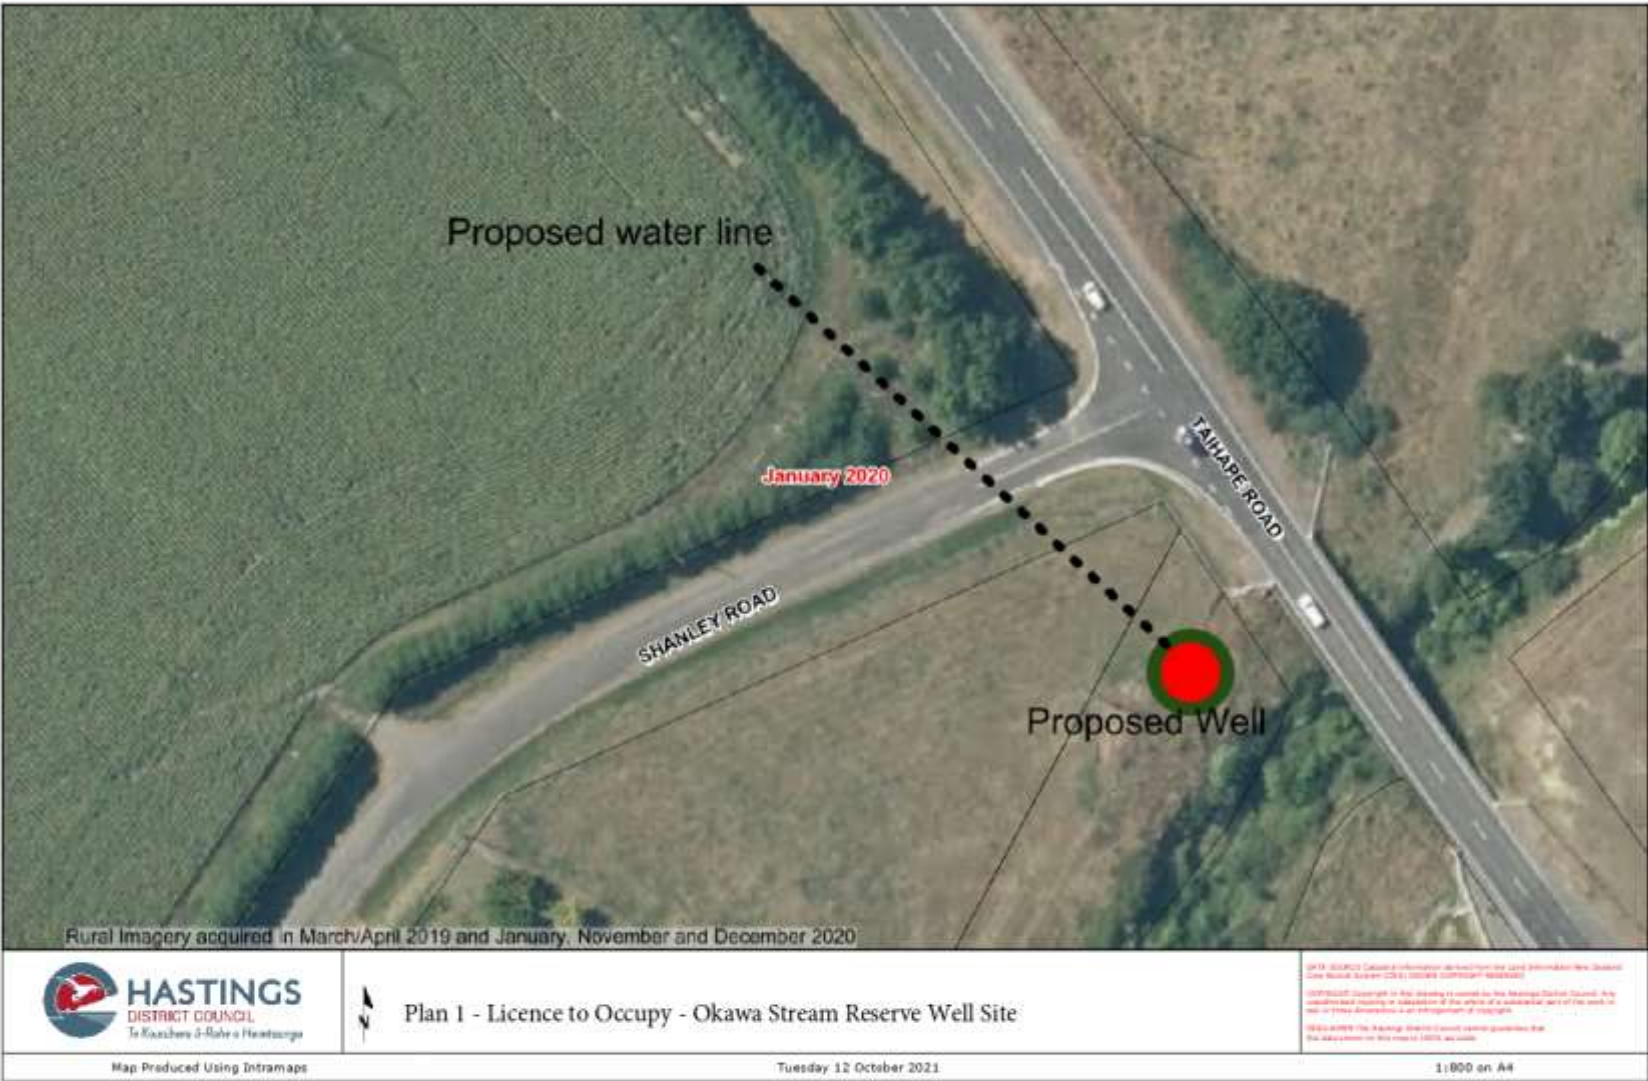 Proposed water line
January 2020
TAIHAPE ROAD
SHANLEY ROAD
Proposed Well
Rural Imagery acquired in March/April 2019 and January, November and December 2020
HASTINGS
DISTRICT COUNCIL
Plan 1 - Licence to Occupy - Okawa Stream Reserve Well Site
Map Produced Using Intramaps
Tuesday 12 October 2021
1:800 on A4